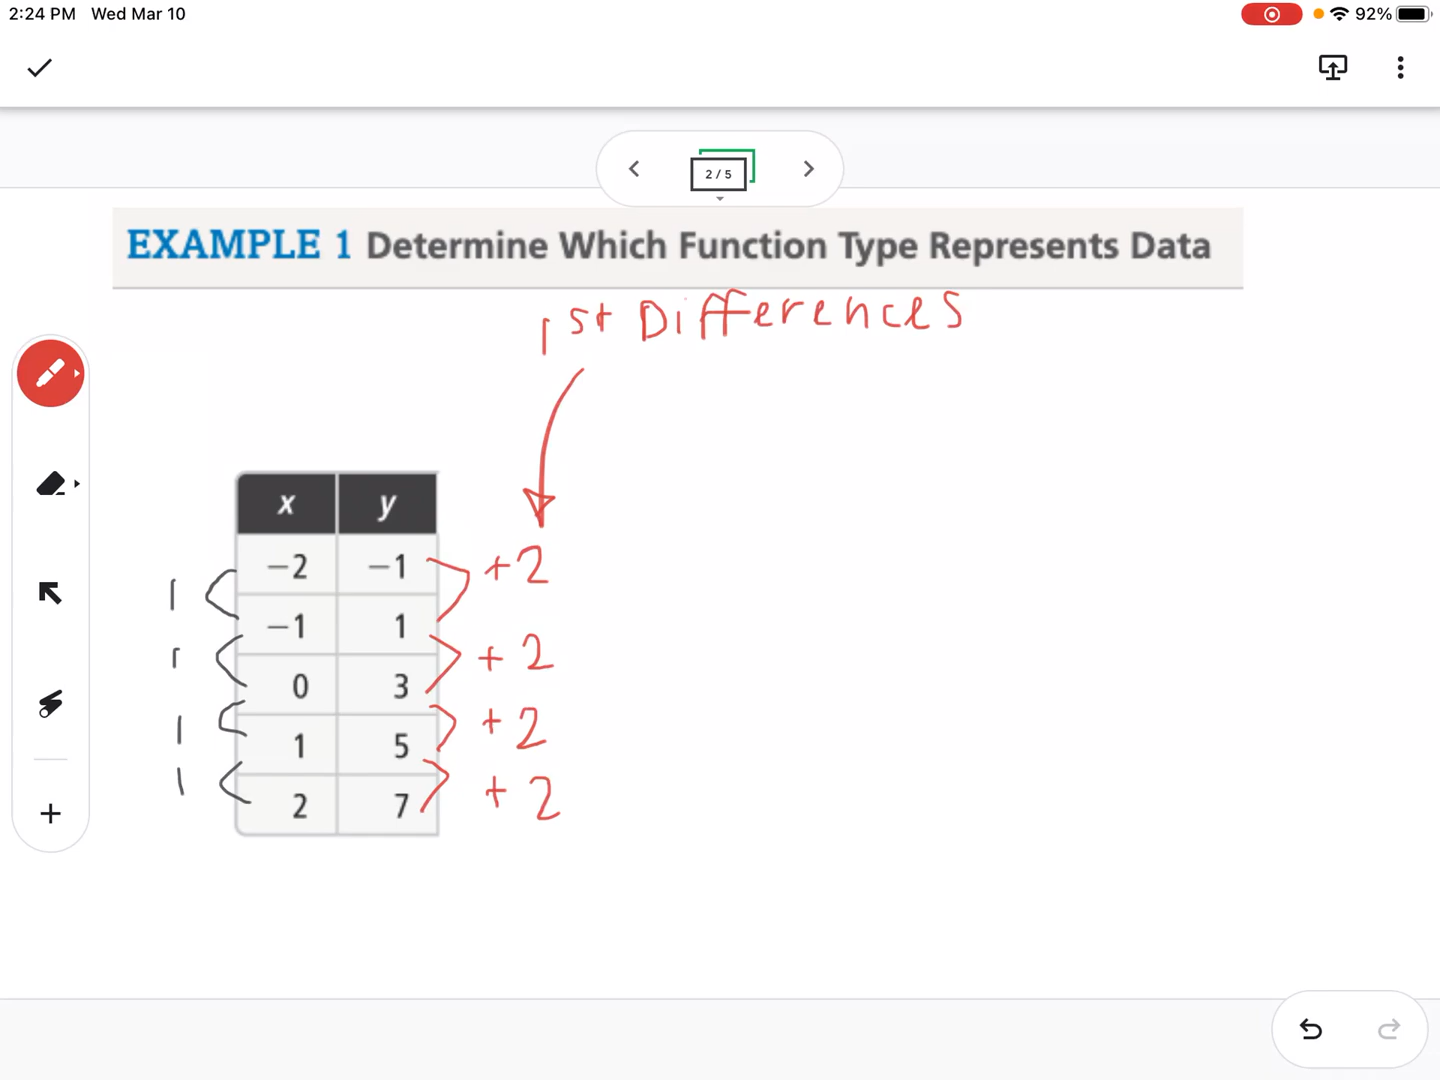 2:24 PM Wed Mar 10
92%
2 / 5
EXAMPLE 1 Determine Which Function Type Represents Data
1st Differences
x y
−2 −1 +2
1
−1 1
1 +2
0 3
1 +2
1 5
1 +2
2 7